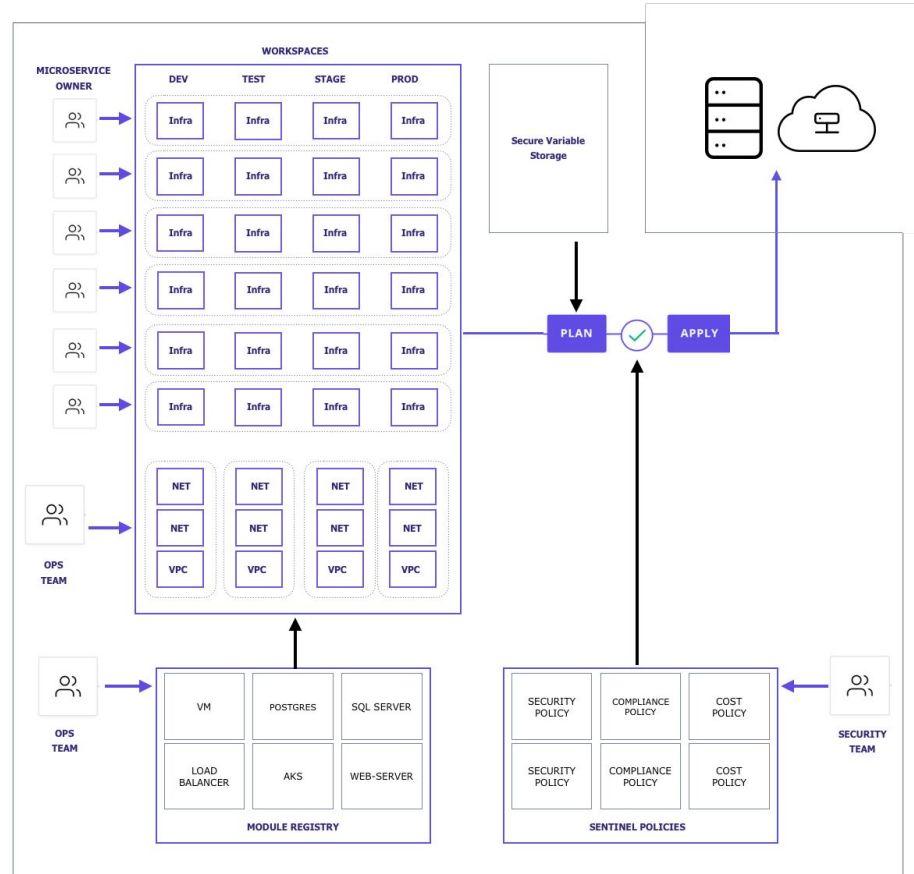 WORKSPACES
MICROSERVICE
OWNER
DEV TEST STAGE PROD
Infra Infra Infra Infra
Infra Infra Infra Infra
Infra Infra Infra Infra
Infra Infra Infra Infra
Infra Infra Infra Infra
Infra Infra Infra Infra
NET NET NET NET
NET NET NET NET
VPC VPC VPC VPC
OPS
TEAM
Secure Variable
Storage
PLAN
APPLY
OPS
TEAM
VM
POSTGRES
SQL SERVER
LOAD
BALANCER
AKS
WEB-SERVER
MODULE REGISTRY
SECURITY
POLICY
COMPLIANCE
POLICY
COST
POLICY
SECURITY
POLICY
COMPLIANCE
POLICY
COST
POLICY
SENTINEL POLICIES
SECURITY
TEAM